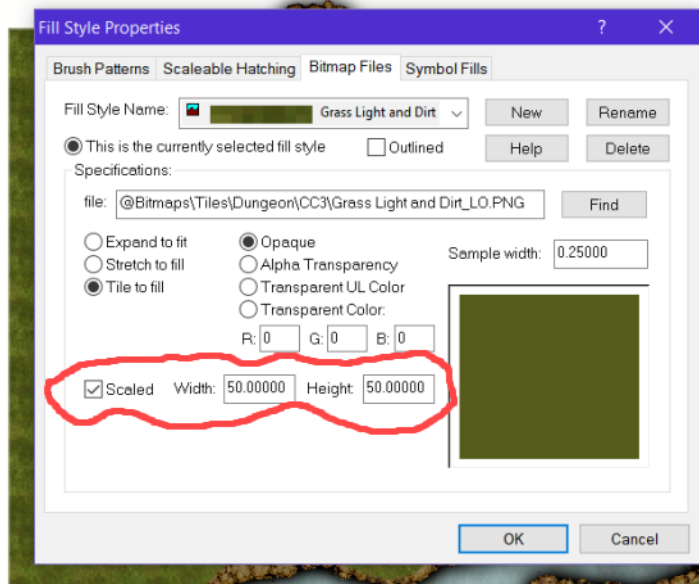 Fill Style Properties
? ×
Brush Patterns Scaleable Hatching Bitmap Files Symbol Fills
Fill Style Name: Grass Light and Dirt New Rename
This is the currently selected fill style Outlined Help Delete
Specifications:
file: @Bitmaps\Tiles\Dungeon\CC3\Grass Light and Dirt_LO.PNG Find
Expand to fit Opaque
Stretch to fill Alpha Transparency Sample width: 0.25000
Tile to fill Transparent UL Color
Transparent Color:
R: 0 G: 0 B: 0
Scaled Width: 50.00000 Height: 50.00000
OK Cancel